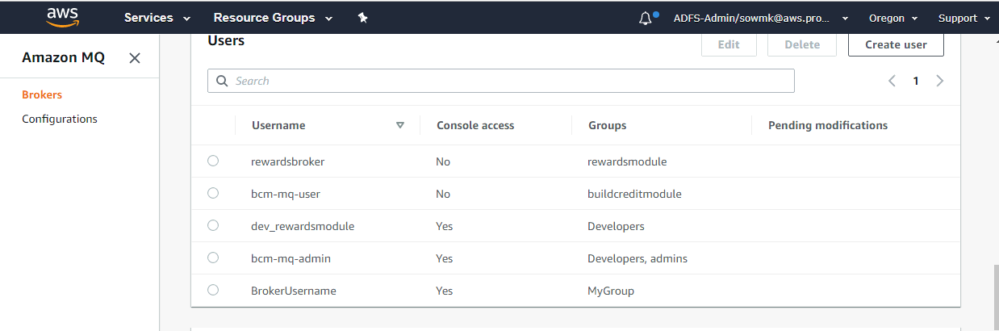 aws Services Resource Groups ADFS-Admin/sowmk@aws.pro... Oregon Support
Amazon MQ
Brokers
Configurations
Users Edit Delete Create user
Search 1
Username Console access Groups Pending modifications
rewardsbroker No rewardsmodule
bcm-mq-user No buildcreditmodule
dev_rewardsmodule Yes Developers
bcm-mq-admin Yes Developers, admins
BrokerUsername Yes MyGroup